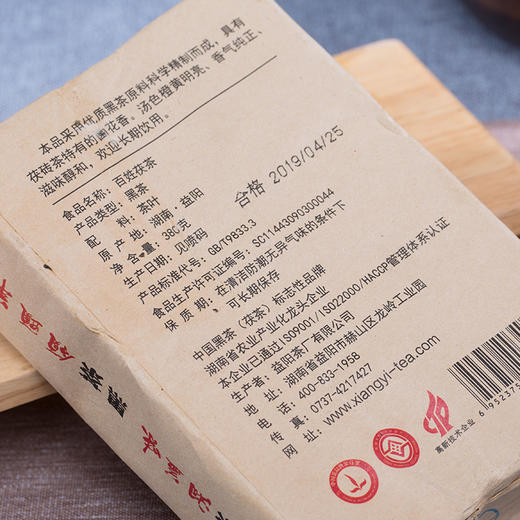 本品采用优质黑茶原料科学精制而成，具有
茯砖茶特有的菌花香。汤色橙黄明亮、香气纯正、
滋味醇和，欢迎长期饮用。
食品名称：百姓茯茶
产品类型：黑茶
配 料：茶叶
原 产 地：湖南·益阳
净 含 量：380克
生产日期：见喷码
合格 2019/04/25
产品标准代号：GB/T9833.3
食品生产许可证编号：SC11443090300044
保 质 期：在清洁防潮无异气味的条件下
可长期保存
中国黑茶（茯茶）标志性品牌
湖南省农业产业化龙头企业
本企业已通过ISO9001/ISO22000/HACCP管理体系认证
生产者：益阳茶厂有限公司
地 址：湖南省益阳市赫山区龙岭工业园
电 话：400-833-1958
传 真：0737-4217427
网 址：www.xiangyi-tea.com
高新技术企业
黑茶